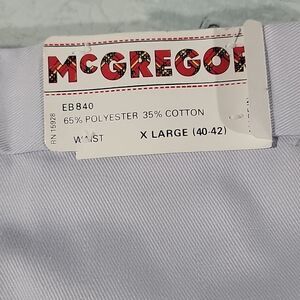 McGREGOR
EB840
65% POLYESTER 35% COTTON
WAIST X LARGE (40-42)
RN 15928